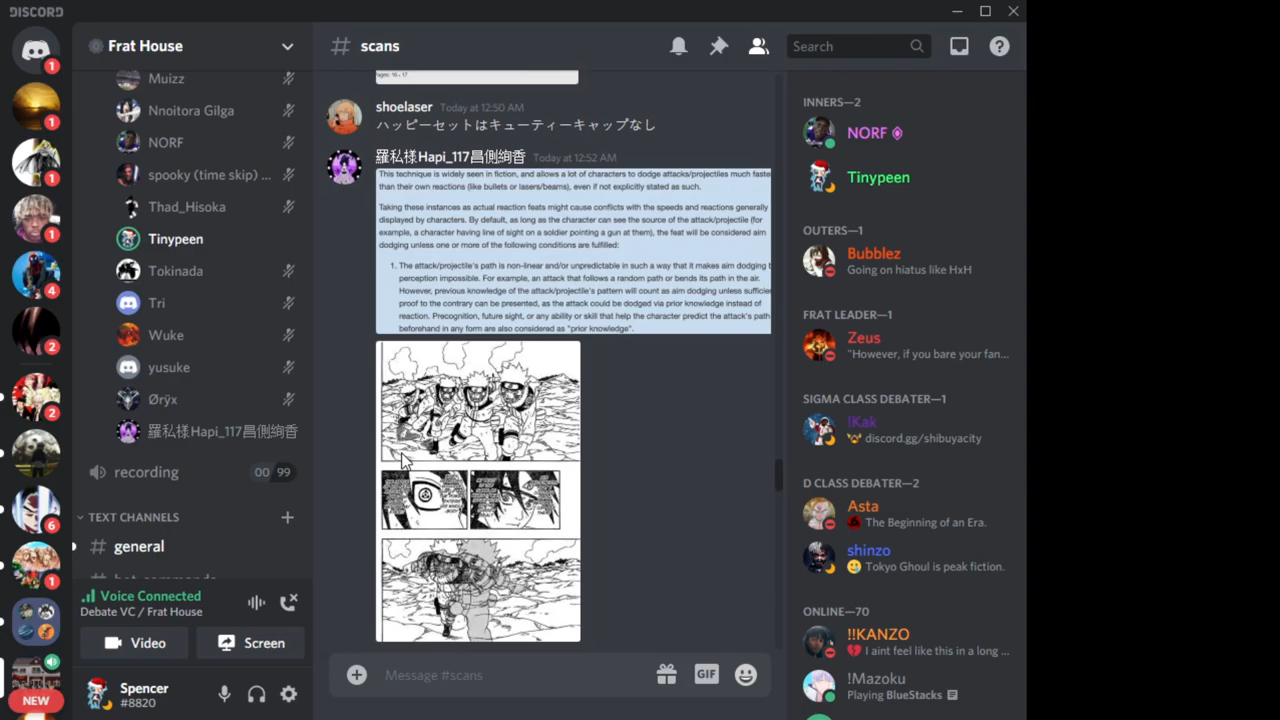 DISCORD
Frat House
Muizz
Nnoitora Gilga
NORF
spooky (time skip) ...
Thad_Hisoka
Tinypeen
Tokinada
Tri
Wuke
yusuke
Ørÿx
羅私様Hapi_117昌側絢香
recording
00 99
TEXT CHANNELS
# general
Voice Connected
Debate VC / Frat House
Video
Screen
Spencer
#8820
1
1
1
1
4
2
2
6
1
NEW
# scans
Search
Pages: 16 - 17
shoelaser Today at 12:50 AM
ハッピーセットはキューティーキャップなし
羅私様Hapi_117昌側絢香 Today at 12:52 AM
This technique is widely seen in fiction, and allows a lot of characters to dodge attacks/projectiles much faste
than their own reactions (like bullets or lasers/beams), even if not explicitly stated as such.
Taking these instances as actual reaction feats might cause conflicts with the speeds and reactions generally
displayed by characters. By default, as long as the character can see the source of the attack/projectile (for
example, a character having line of sight on a soldier pointing a gun at them), the feat will be considered aim
dodging unless one or more of the following conditions are fulfilled:
1. The attack/projectile's path is non-linear and/or unpredictable in such a way that it makes aim dodging b
perception impossible. For example, an attack that follows a random path or bends its path in the air.
However, previous knowledge of the attack/projectile's pattern will count as aim dodging unless sufficie
proof to the contrary can be presented, as the attack could be dodged via prior knowledge instead of
reaction. Precognition, future sight, or any ability or skill that help the character predict the attack's path
beforehand in any form are also considered as "prior knowledge".
Message #scans
GIF
INNERS—2
NORF
Tinypeen
OUTERS—1
Bubblez
Going on hiatus like HxH
FRAT LEADER—1
Zeus
"However, if you bare your fan...
SIGMA CLASS DEBATER—1
!Kak
discord.gg/shibuyacity
D CLASS DEBATER—2
Asta
The Beginning of an Era.
shinzo
Tokyo Ghoul is peak fiction.
ONLINE—70
!!KANZO
I aint feel like this in a long ...
!Mazoku
Playing BlueStacks